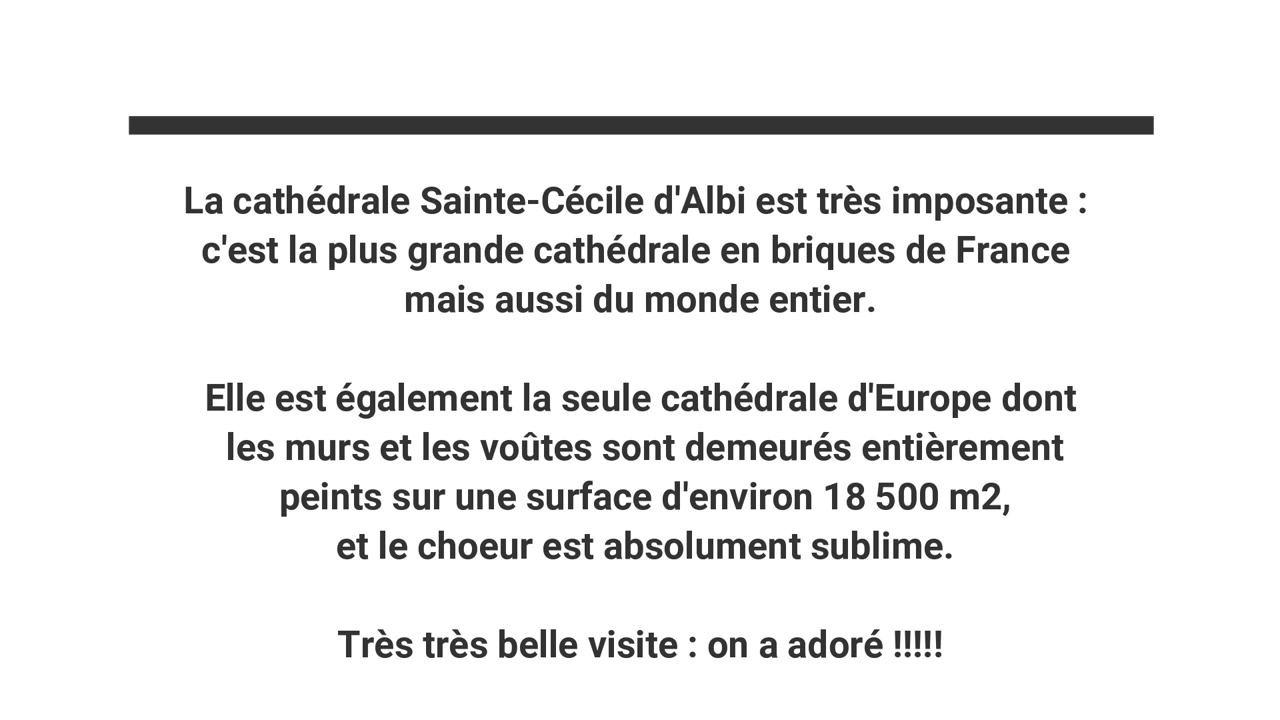 La cathédrale Sainte-Cécile d'Albi est très imposante :
c'est la plus grande cathédrale en briques de France
mais aussi du monde entier.
Elle est également la seule cathédrale d'Europe dont
les murs et les voûtes sont demeurés entièrement
peints sur une surface d'environ 18 500 m2,
et le choeur est absolument sublime.
Très très belle visite : on a adoré !!!!!